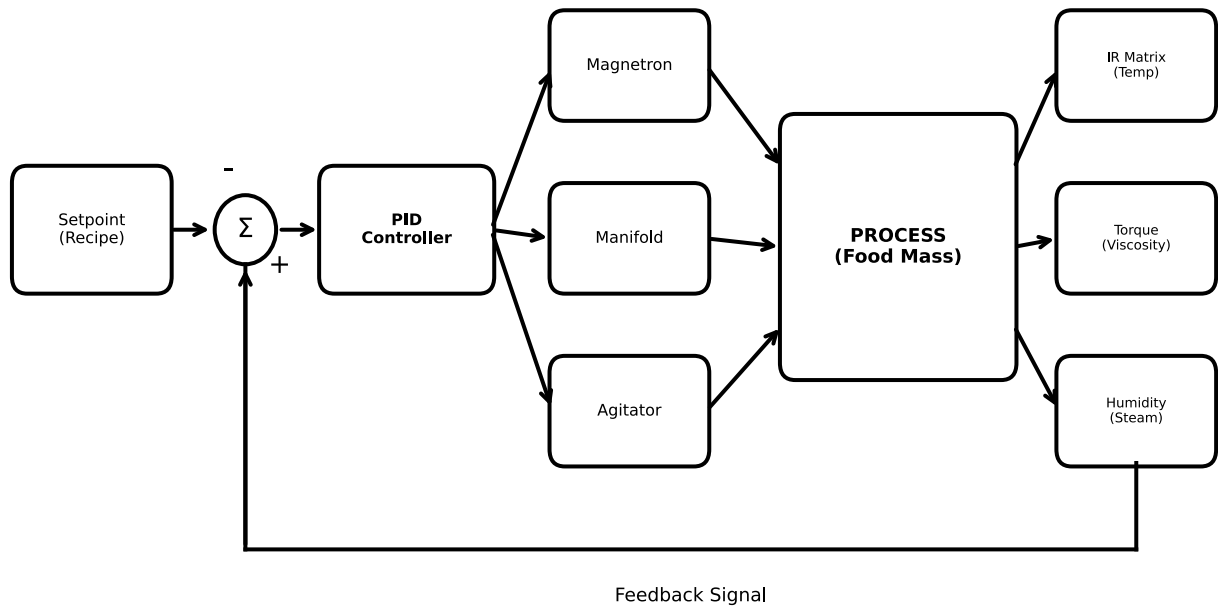 Setpoint
(Recipe)
-
Σ
+
PID
Controller
Magnetron
Manifold
Agitator
PROCESS
(Food Mass)
IR Matrix
(Temp)
Torque
(Viscosity)
Humidity
(Steam)
Feedback Signal